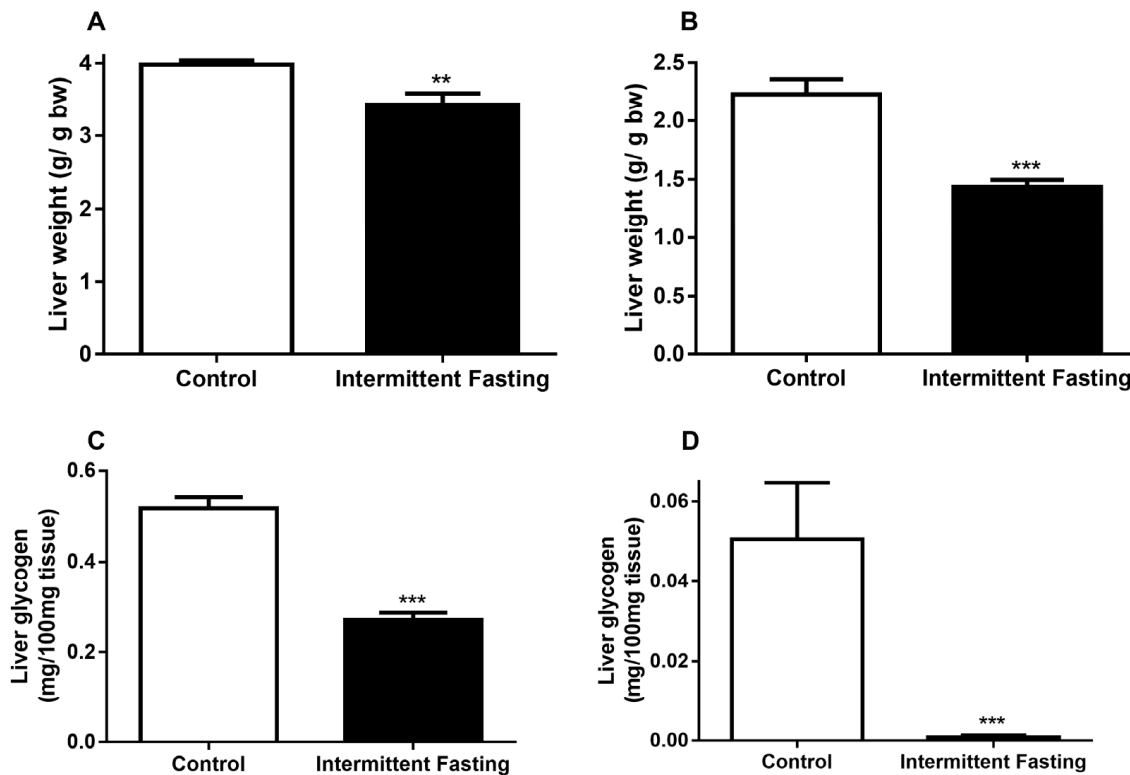 A
Liver weight (g/ g bw)
4
3
2
1
0
**
Control
Intermittent Fasting
B
Liver weight (g/ g bw)
2.5
2.0
1.5
1.0
0.5
0.0
***
Control
Intermittent Fasting
C
Liver glycogen
(mg/100mg tissue)
0.6
0.4
0.2
0.0
***
Control
Intermittent Fasting
D
Liver glycogen
(mg/100mg tissue)
0.06
0.04
0.02
0.00
***
Control
Intermittent Fasting